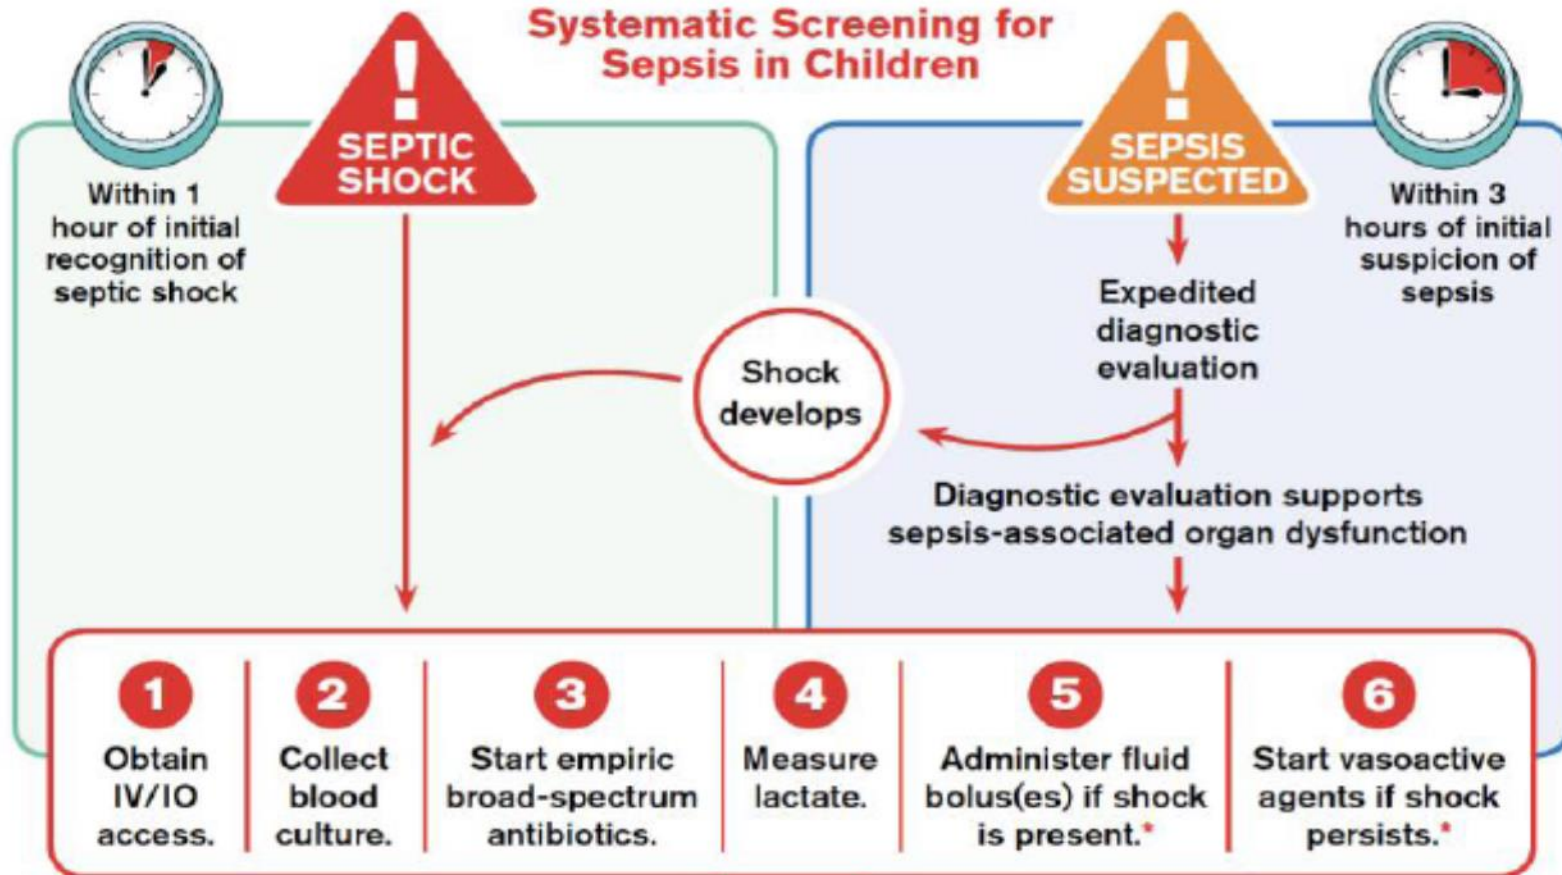 Systematic Screening for
Sepsis in Children
!
SEPTIC
SHOCK
Within 1
hour of initial
recognition of
septic shock
!
SEPSIS
SUSPECTED
Within 3
hours of initial
suspicion of
sepsis
Expedited
diagnostic
evaluation
Shock
develops
Diagnostic evaluation supports
sepsis-associated organ dysfunction
1
Obtain
IV/IO
access.
2
Collect
blood
culture.
3
Start empiric
broad-spectrum
antibiotics.
4
Measure
lactate.
5
Administer fluid
bolus(es) if shock
is present.*
6
Start vasoactive
agents if shock
persists.*